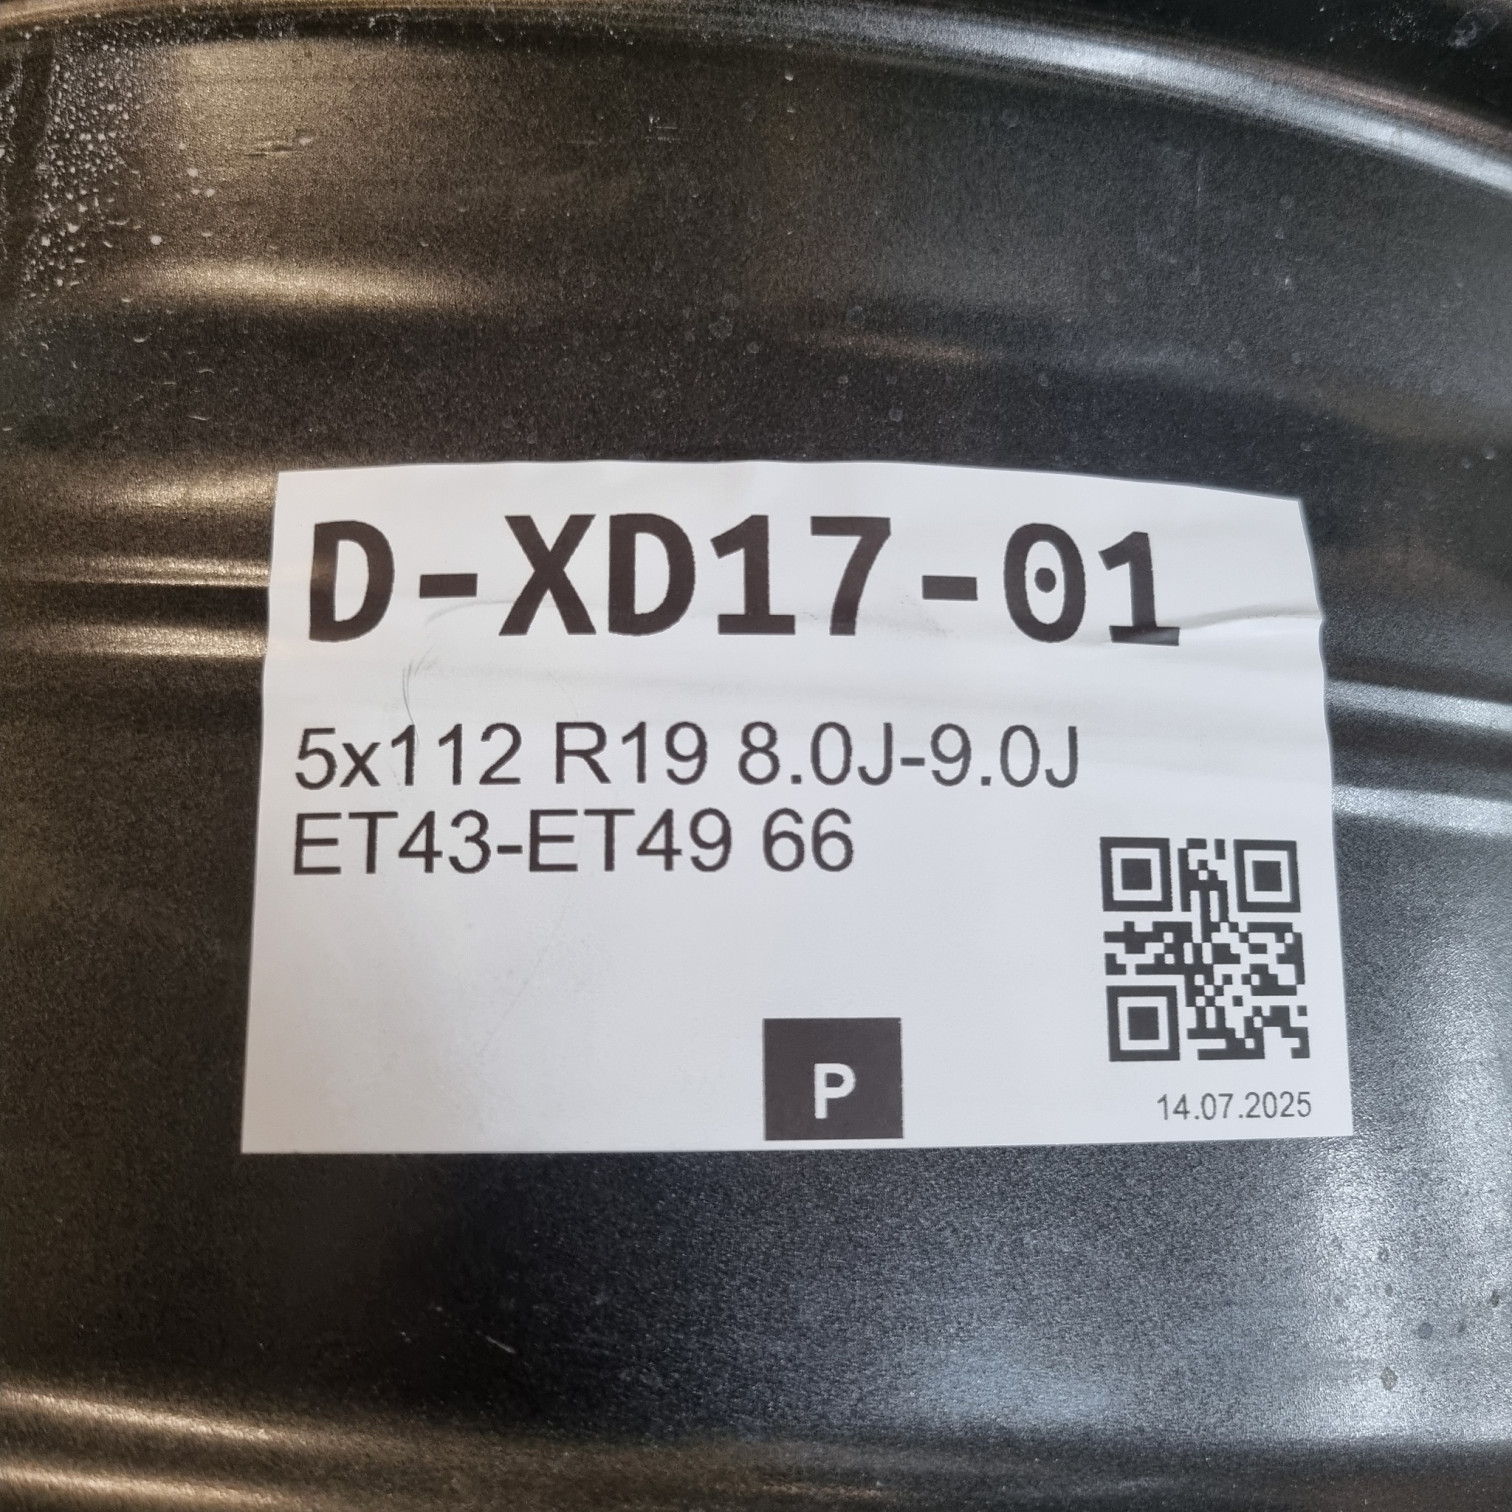 D-XD17-01
5x112 R19 8.0J-9.0J
ET43-ET49 66
P
14.07.2025